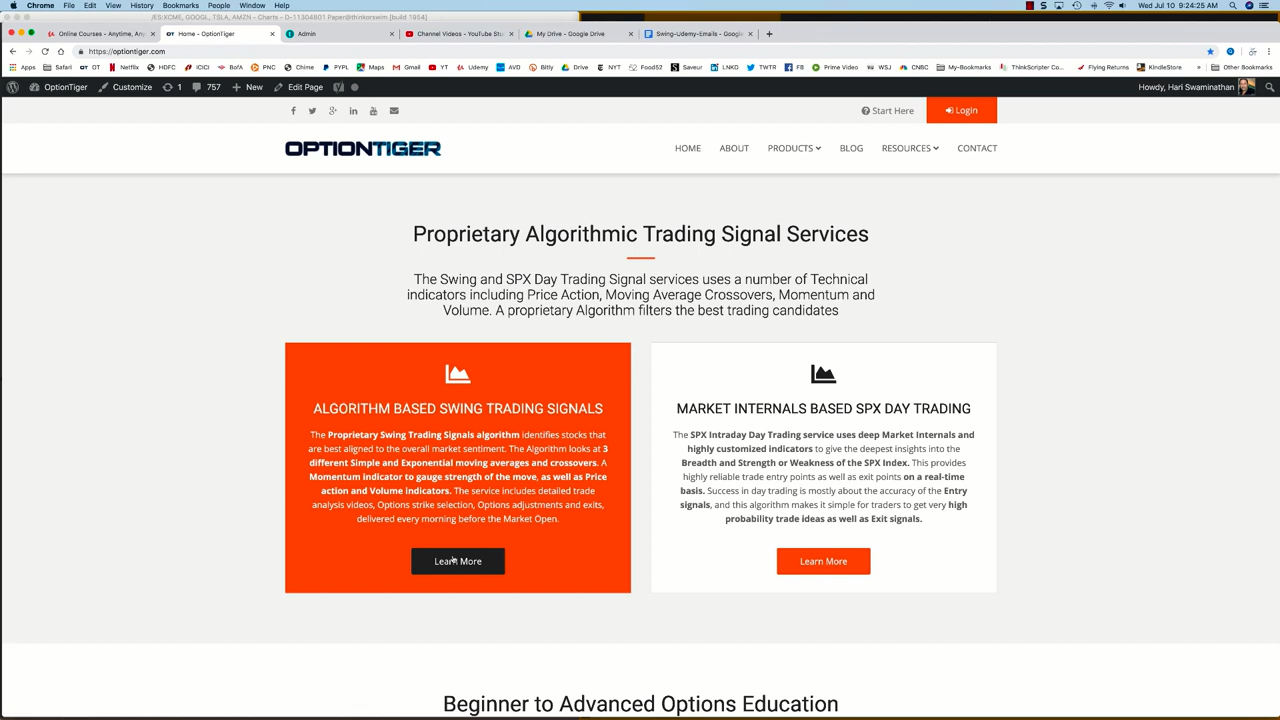 Chrome File Edit View History Bookmarks People Window Help Wed Jul 10 9:24:25 AM
/ES:XCME, GOOGL, TSLA, AMZN - Charts - D-11304801 Paper@thinkorswim [build 1954]
Online Courses - Anytime, Any Home - OptionTiger Admin Channel Videos - YouTube Stu My Drive - Google Drive Swing-Udemy-Emails - Google
https://optiontiger.com
Apps Safari OT Netflix HDFC ICICI BofA PNC Chime PYPL Maps Gmail YT Udemy AVD Bitly Drive NYT Food52 Saveur LNKD TWTR FB Prime Video WSJ CNBC My-Bookmarks ThinkScripter Co... Flying Returns KindleStore Other Bookmarks
OptionTiger Customize 1 757 New Edit Page Howdy, Hari Swaminathan
Start Here Login
OPTIONTIGER
HOME ABOUT PRODUCTS BLOG RESOURCES CONTACT
Proprietary Algorithmic Trading Signal Services
The Swing and SPX Day Trading Signal services uses a number of Technical
indicators including Price Action, Moving Average Crossovers, Momentum and
Volume. A proprietary Algorithm filters the best trading candidates
ALGORITHM BASED SWING TRADING SIGNALS
The Proprietary Swing Trading Signals algorithm identifies stocks that
are best aligned to the overall market sentiment. The Algorithm looks at 3
different Simple and Exponential moving averages and crossovers. A
Momentum indicator to gauge strength of the move, as well as Price
action and Volume indicators. The service includes detailed trade
analysis videos, Options strike selection, Options adjustments and exits,
delivered every morning before the Market Open.
Learn More
MARKET INTERNALS BASED SPX DAY TRADING
The SPX Intraday Day Trading service uses deep Market Internals and
highly customized indicators to give the deepest insights into the
Breadth and Strength or Weakness of the SPX Index. This provides
highly reliable trade entry points as well as exit points on a real-time
basis. Success in day trading is mostly about the accuracy of the Entry
signals, and this algorithm makes it simple for traders to get very high
probability trade ideas as well as Exit signals.
Learn More
Beginner to Advanced Options Education